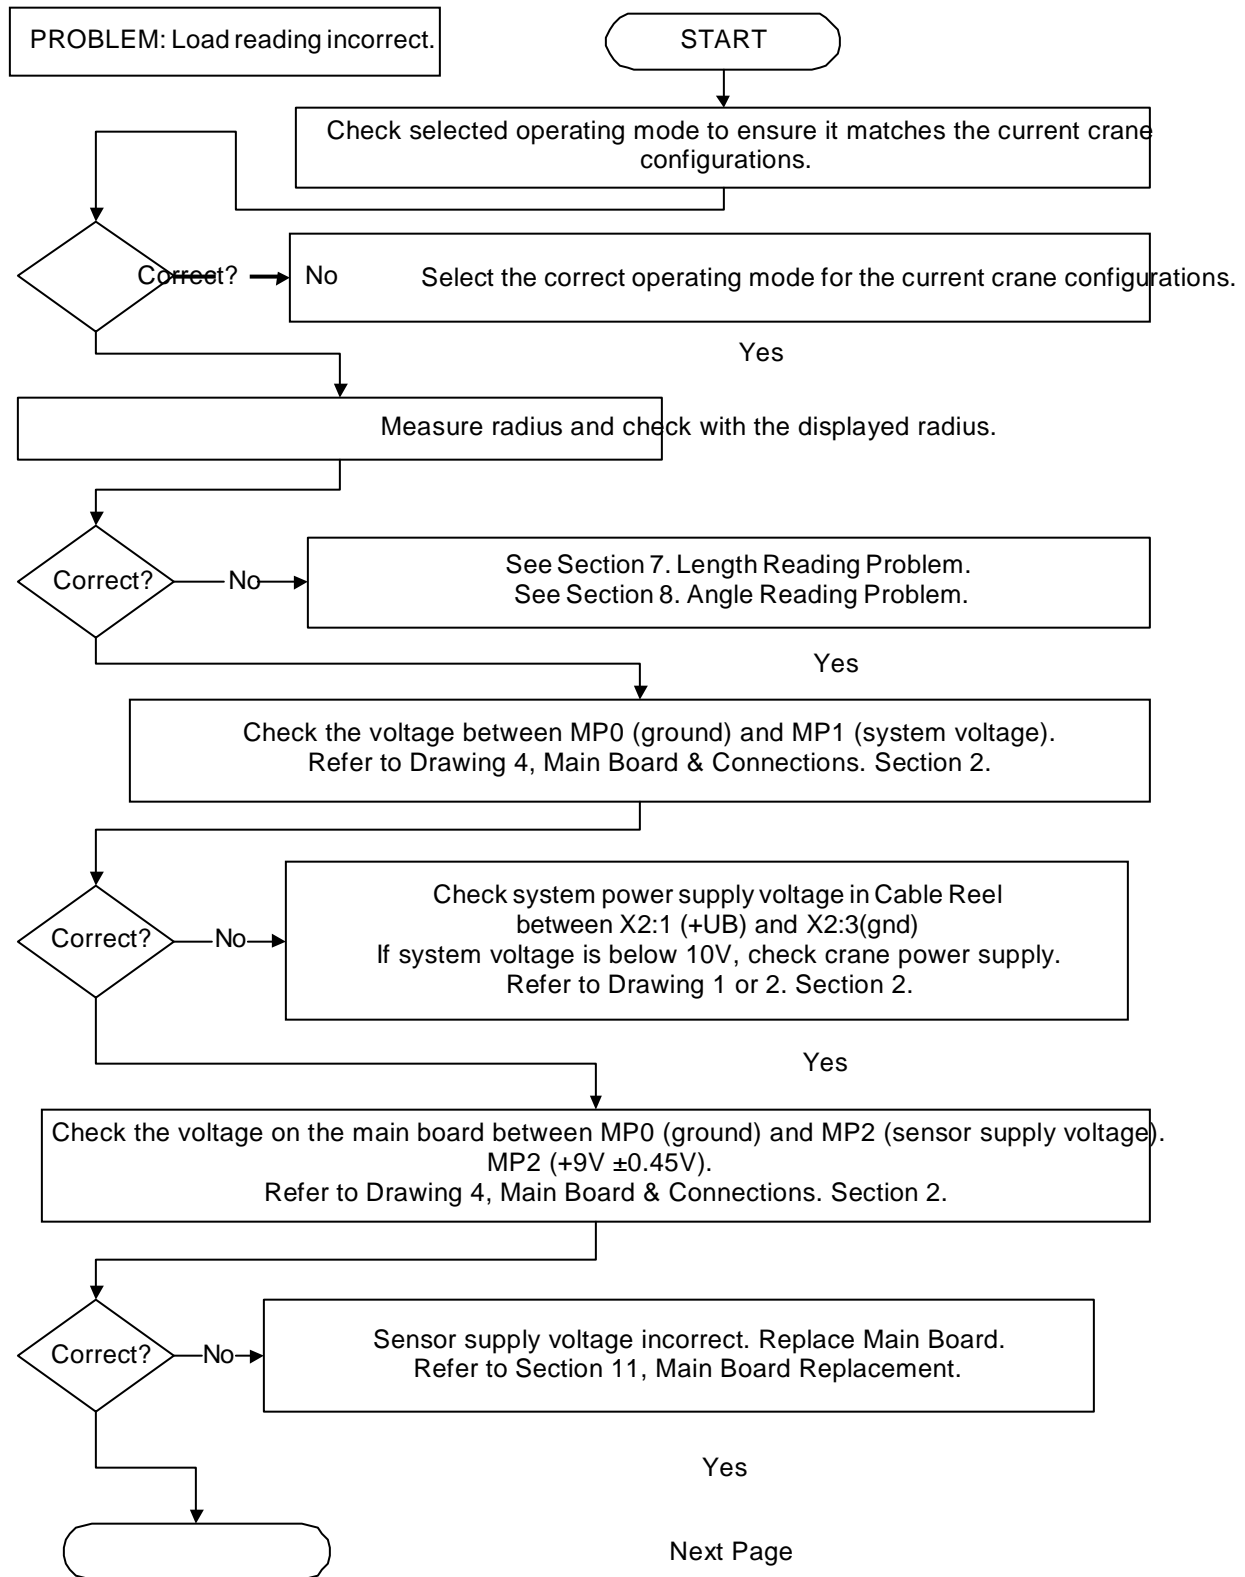 PROBLEM: Load reading incorrect.
START
Check selected operating mode to ensure it matches the current crane
configurations.
Correct?
No
Select the correct operating mode for the current crane configurations.
Yes
Measure radius and check with the displayed radius.
Correct?
No
See Section 7. Length Reading Problem.
See Section 8. Angle Reading Problem.
Yes
Check the voltage between MP0 (ground) and MP1 (system voltage).
Refer to Drawing 4, Main Board & Connections. Section 2.
Correct?
No
Check system power supply voltage in Cable Reel
between X2:1 (+UB) and X2:3(gnd)
If system voltage is below 10V, check crane power supply.
Refer to Drawing 1 or 2. Section 2.
Yes
Check the voltage on the main board between MP0 (ground) and MP2 (sensor supply voltage).
MP2 (+9V ±0.45V).
Refer to Drawing 4, Main Board & Connections. Section 2.
Correct?
No
Sensor supply voltage incorrect. Replace Main Board.
Refer to Section 11, Main Board Replacement.
Yes
Next Page